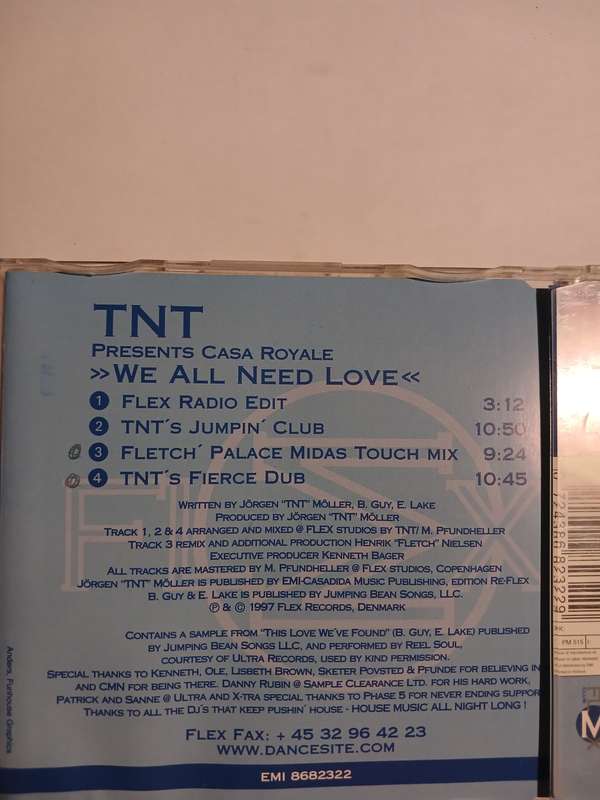 TNT
PRESENTS CASA ROYALE
»WE ALL NEED LOVE«
1 FLEX RADIO EDIT 3:12
2 TNT´S JUMPIN´ CLUB 10:50
3 FLETCH´ PALACE MIDAS TOUCH MIX 9:24
4 TNT´S FIERCE DUB 10:45
WRITTEN BY JÖRGEN "TNT" MÖLLER, B. GUY, E. LAKE
PRODUCED BY JÖRGEN "TNT" MÖLLER
TRACK 1, 2 & 4 ARRANGED AND MIXED @ FLEX STUDIOS BY TNT/ M. PFUNDHELLER
TRACK 3 REMIX AND ADDITIONAL PRODUCTION HENRIK "FLETCH" NIELSEN
EXECUTIVE PRODUCER KENNETH BAGER
ALL TRACKS ARE MASTERED BY M. PFUNDHELLER @ FLEX STUDIOS, COPENHAGEN
JÖRGEN "TNT" MÖLLER IS PUBLISHED BY EMI-CASADIDA MUSIC PUBLISHING, EDITION RE-FLEX
B. GUY & E. LAKE IS PUBLISHED BY JUMPING BEAN SONGS, LLC.
℗ & © 1997 FLEX RECORDS, DENMARK
CONTAINS A SAMPLE FROM "THIS LOVE WE´VE FOUND" (B. GUY, E. LAKE) PUBLISHED
BY JUMPING BEAN SONGS LLC, AND PERFORMED BY REEL SOUL,
COURTESY OF ULTRA RECORDS, USED BY KIND PERMISSION.
SPECIAL THANKS TO KENNETH, OLE, LISBETH BROWN, SKETER POVSTED & PFUNDE FOR BELIEVING IN
AND CMN FOR BEING THERE. DANNY RUBIN @ SAMPLE CLEARANCE LTD. FOR HIS HARD WORK,
PATRICK AND SANNE @ ULTRA AND X-TRA SPECIAL THANKS TO PHASE 5 FOR NEVER ENDING SUPPOR
THANKS TO ALL THE DJ´S THAT KEEP PUSHIN´ HOUSE - HOUSE MUSIC ALL NIGHT LONG !
FLEX FAX: + 45 32 96 42 23
WWW.DANCESITE.COM
EMI 8682322
Anders, Funhouse Graphics
PM 515
M